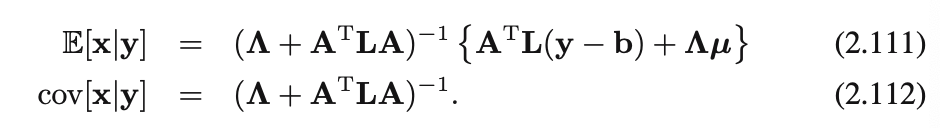 𝔼[x|y] = (Λ + AᵀLA)⁻¹ {AᵀL(y − b) + Λμ} (2.111)
cov[x|y] = (Λ + AᵀLA)⁻¹. (2.112)